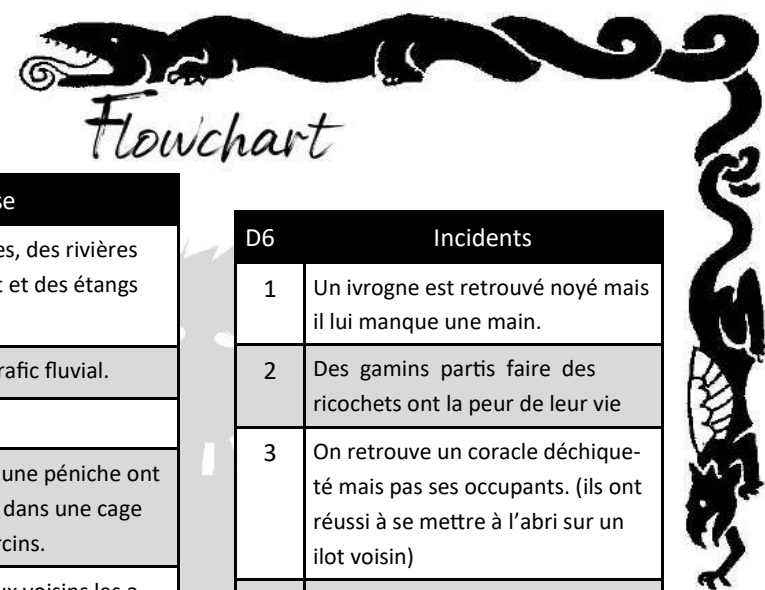 Flowchart
se
es, des rivières
t et des étangs
rafic fluvial.
une péniche ont
dans une cage
rcins.
ux voisins les a
D6 Incidents
1 Un ivrogne est retrouvé noyé mais
il lui manque une main.
2 Des gamins partis faire des
ricochets ont la peur de leur vie
3 On retrouve un coracle déchique-
té mais pas ses occupants. (ils ont
réussi à se mettre à l’abri sur un
ilot voisin)